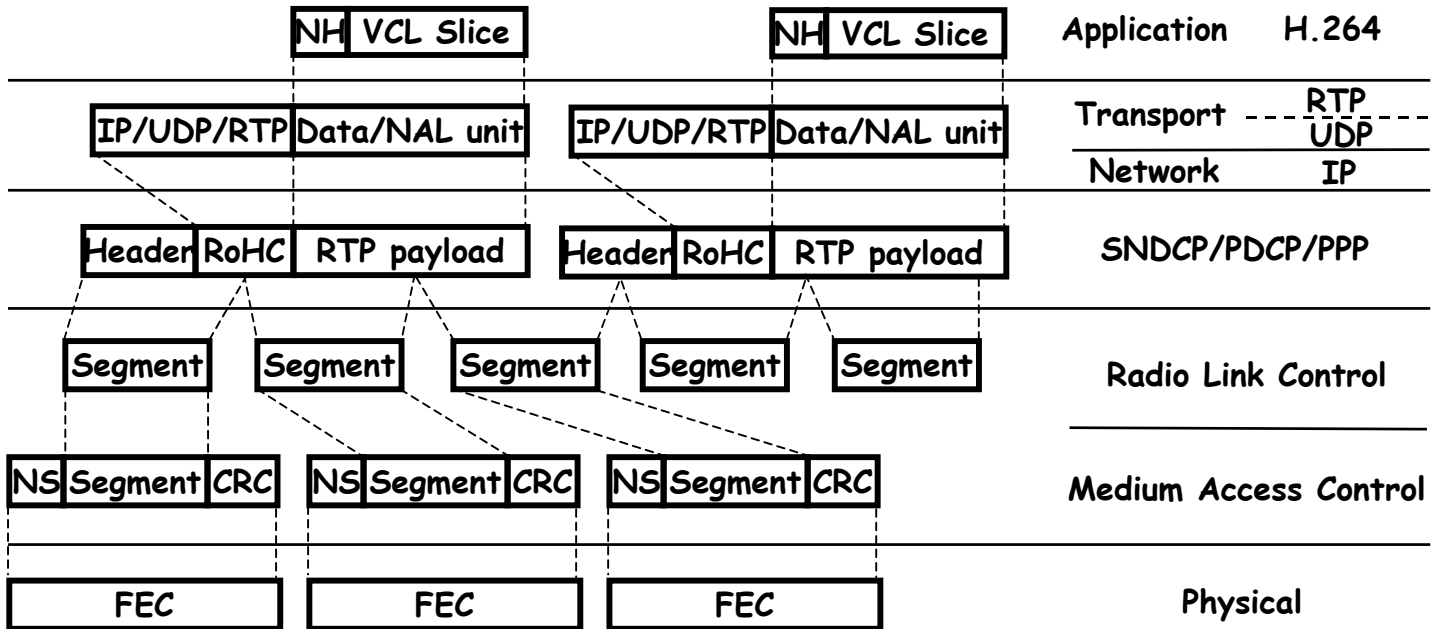 NH VCL Slice NH VCL Slice Application H.264
IP/UDP/RTP Data/NAL unit IP/UDP/RTP Data/NAL unit Transport RTP
UDP
Network IP
Header RoHC RTP payload Header RoHC RTP payload SNDCP/PDCP/PPP
Segment Segment Segment Segment Segment Radio Link Control
NS Segment CRC NS Segment CRC NS Segment CRC Medium Access Control
FEC FEC FEC Physical